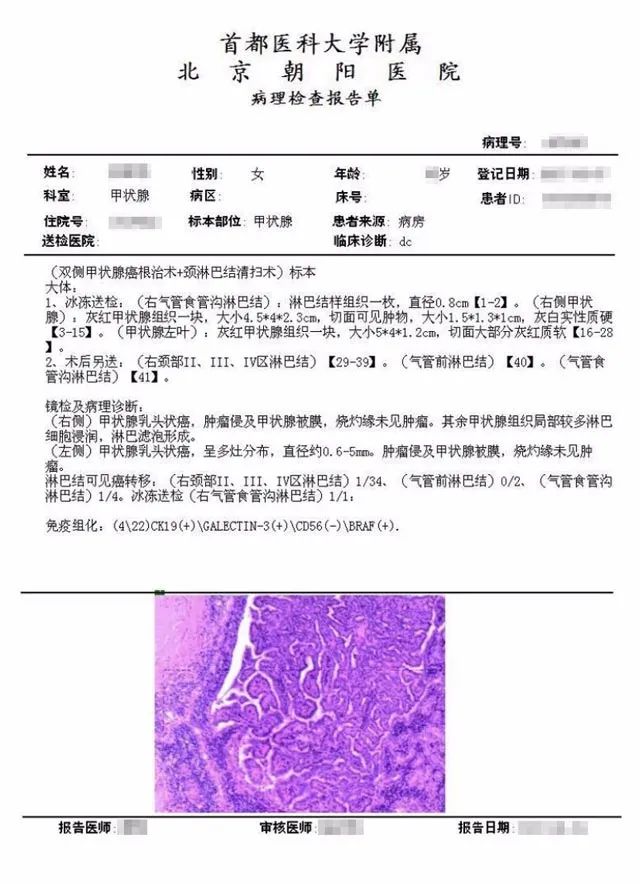 首都医科大学附属
北京朝阳医院
病理检查报告单
病理号:
姓名: 性别: 女 年龄: 岁 登记日期:
科室: 甲状腺 病区: 床号: 患者ID:
住院号: 标本部位: 甲状腺 患者来源: 病房
送检医院: 临床诊断: dc
(双侧甲状腺癌根治术+颈淋巴结清扫术)标本
大体:
1、冰冻送检:(右气管食管沟淋巴结):淋巴结样组织一枚,直径0.8cm【1-2】。(右侧甲状
腺):灰红甲状腺组织一块,大小4.5*4*2.3cm,切面可见肿物,大小1.5*1.3*1cm,灰白实性质硬
【3-15】。(甲状腺左叶):灰红甲状腺组织一块,大小5*4*1.2cm,切面大部分灰红质软【16-28
】。
2、术后另送:(右颈部II、III、IV区淋巴结)【29-39】。(气管前淋巴结)【40】。(气管食
管沟淋巴结)【41】。
镜检及病理诊断:
(右侧)甲状腺乳头状癌,肿瘤侵及甲状腺被膜,烧灼缘未见肿瘤。其余甲状腺组织局部较多淋巴
细胞浸润,淋巴滤泡形成。
(左侧)甲状腺乳头状癌,呈多灶分布,直径约0.6-5mm。肿瘤侵及甲状腺被膜,烧灼缘未见肿
瘤。
淋巴结可见癌转移:(右颈部II、III、IV区淋巴结)1/34、(气管前淋巴结)0/2、(气管食管沟
淋巴结)1/4。冰冻送检(右气管食管沟淋巴结)1/1:
免疫组化:(4\22)CK19(+)\GALECTIN-3(+)\CD56(-)\BRAF(+).
报告医师: 审核医师: 报告日期: